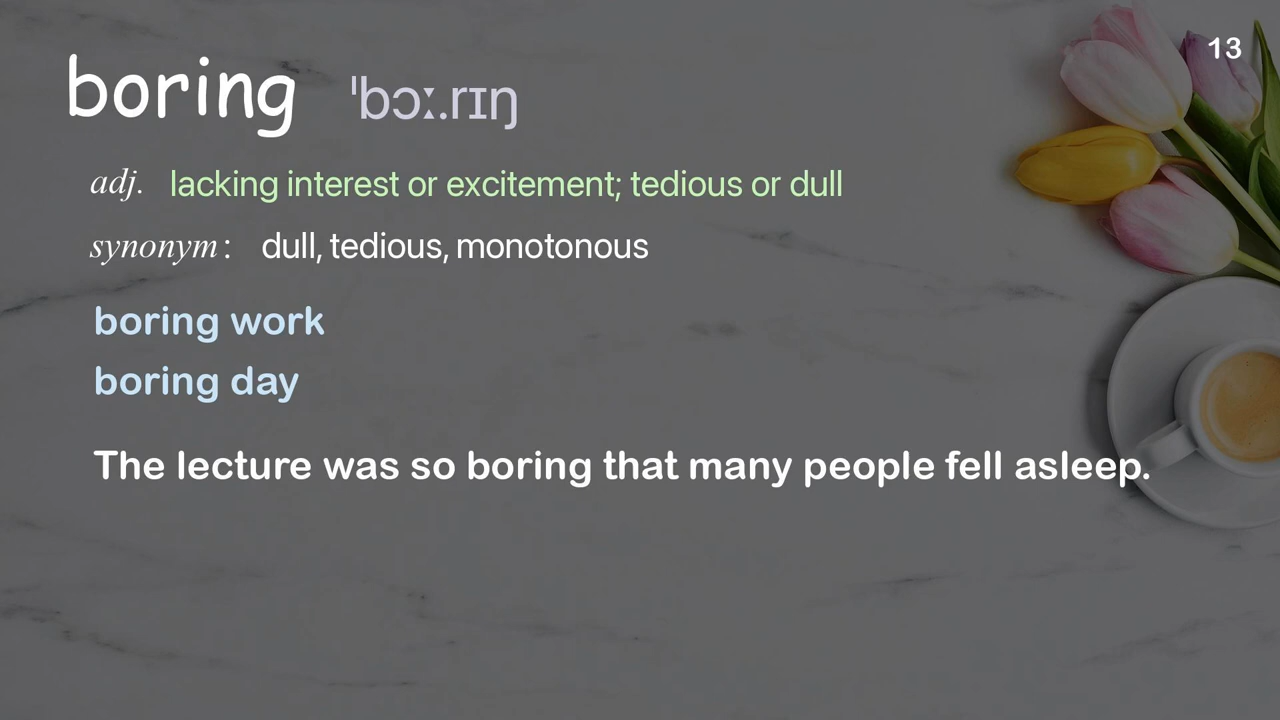 13
boring ˈbɔː.rɪŋ
adj. lacking interest or excitement; tedious or dull
synonym: dull, tedious, monotonous
boring work
boring day
The lecture was so boring that many people fell asleep.